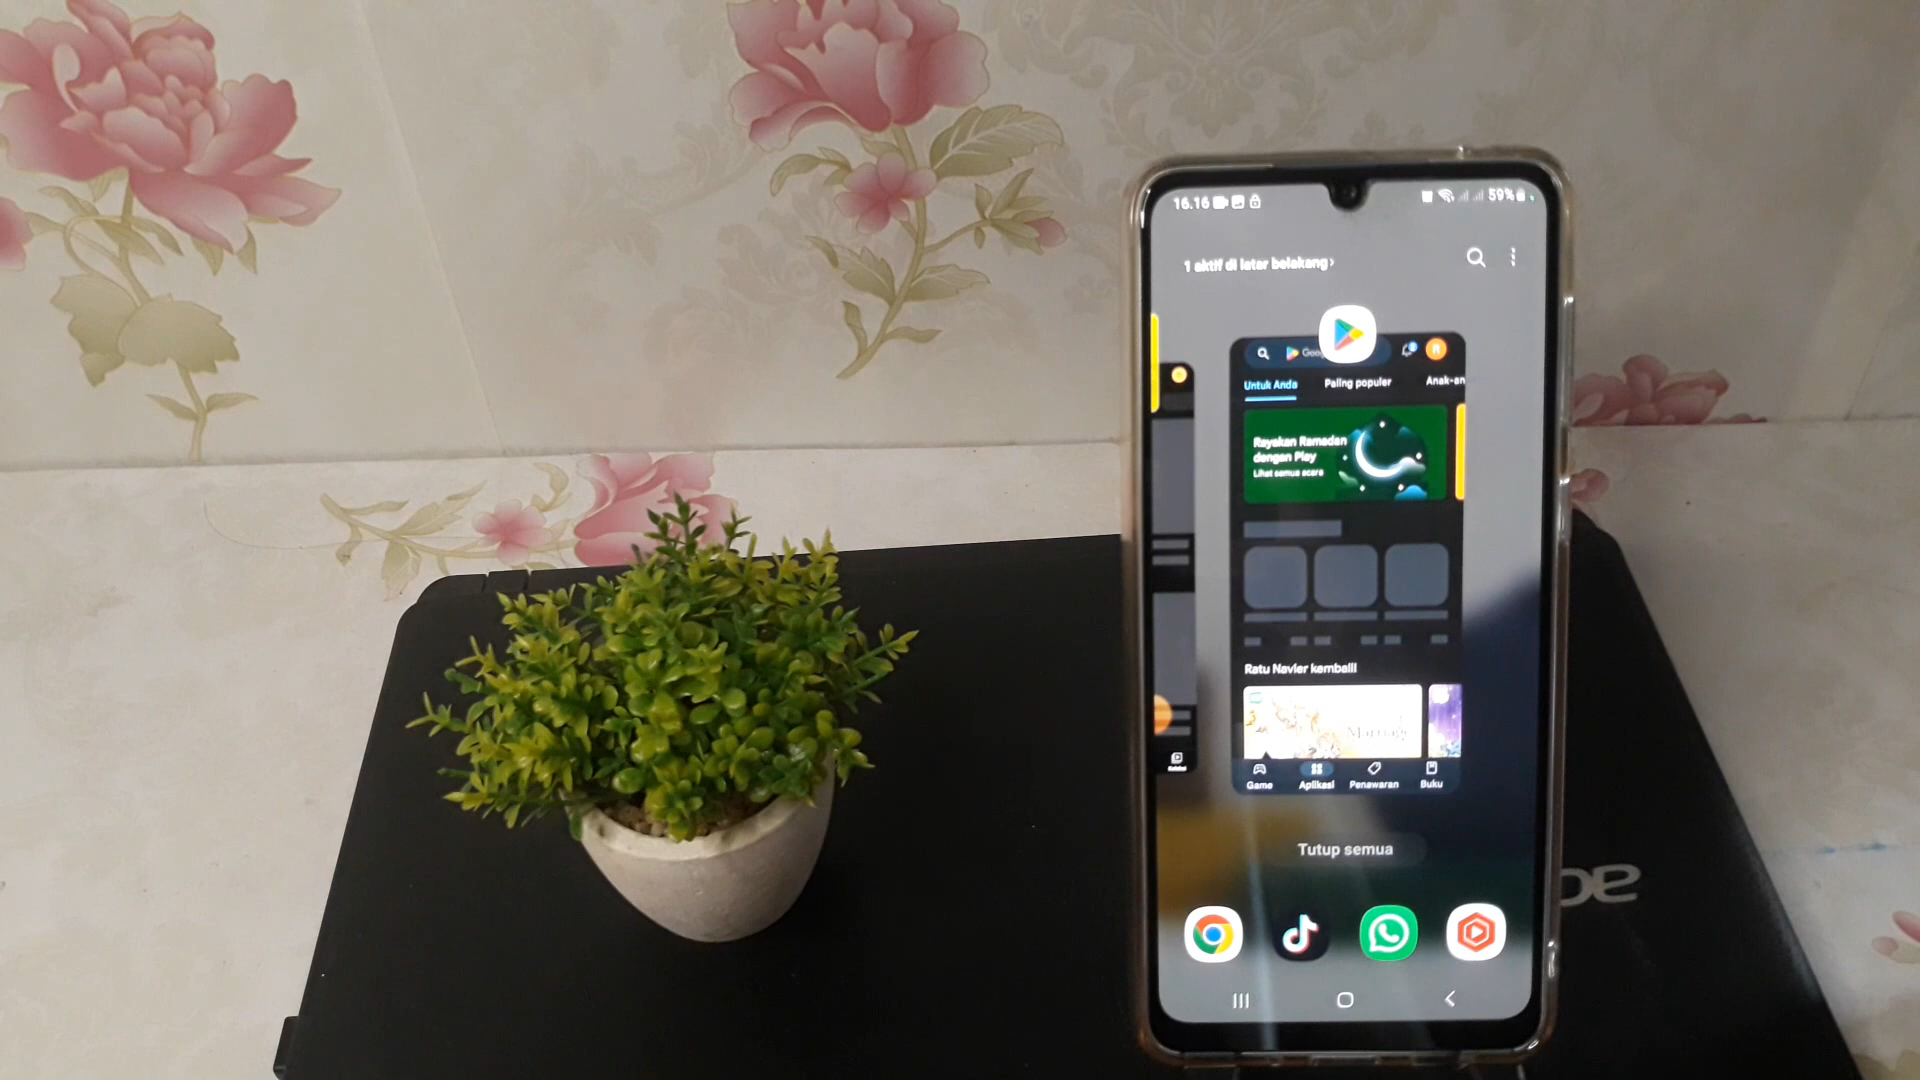 16.16
59%
1 aktif di latar belakang
Untuk Anda
Paling populer
Anak-an
Rayakan Ramadan
dengan Play
Lihat semua acara
Ratu Navier kembali!
Marriage
Game
Aplikasi
Penawaran
Buku
Tutup semua